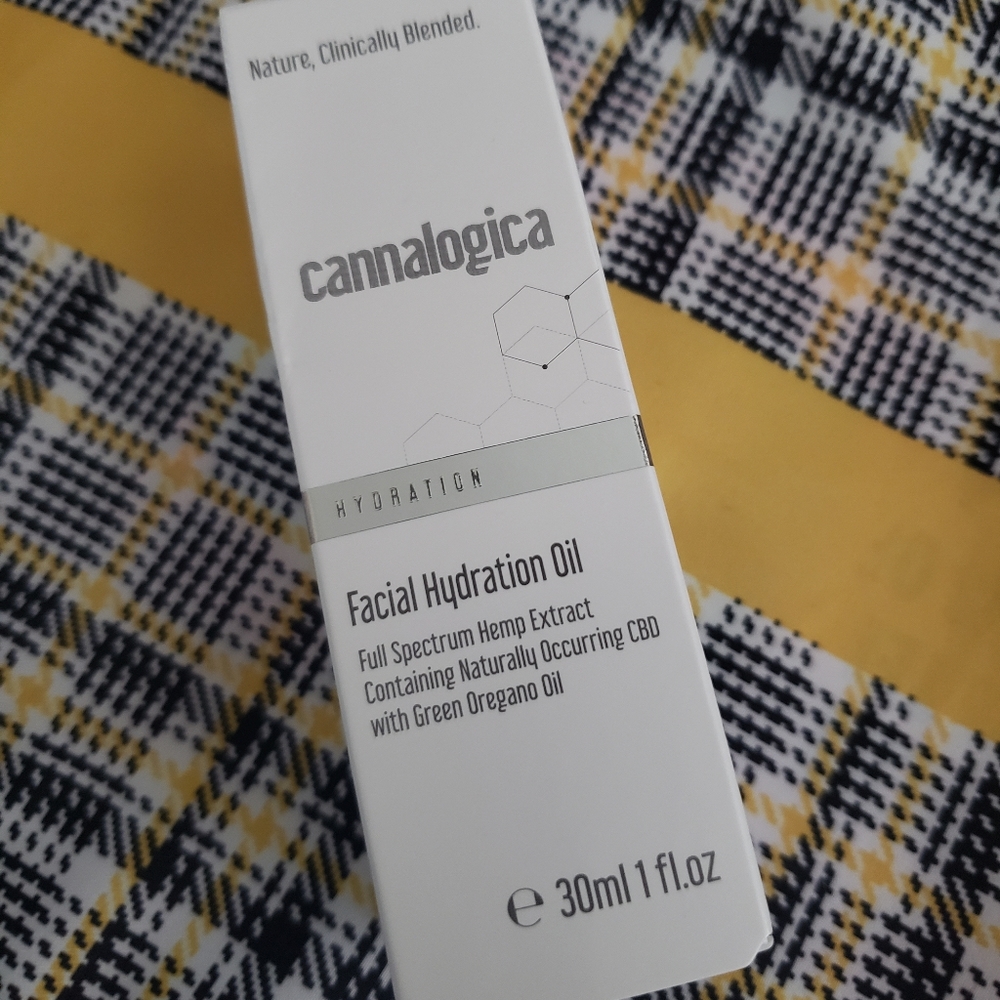 Nature, Clinically Blended.
cannalogica
HYDRATION
Facial Hydration Oil
Full Spectrum Hemp Extract
Containing Naturally Occurring CBD
with Green Oregano Oil
℮ 30ml 1 fl.oz